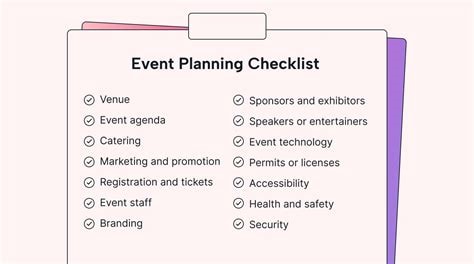 Event Planning Checklist
Venue
Event agenda
Catering
Marketing and promotion
Registration and tickets
Event staff
Branding
Sponsors and exhibitors
Speakers or entertainers
Event technology
Permits or licenses
Accessibility
Health and safety
Security